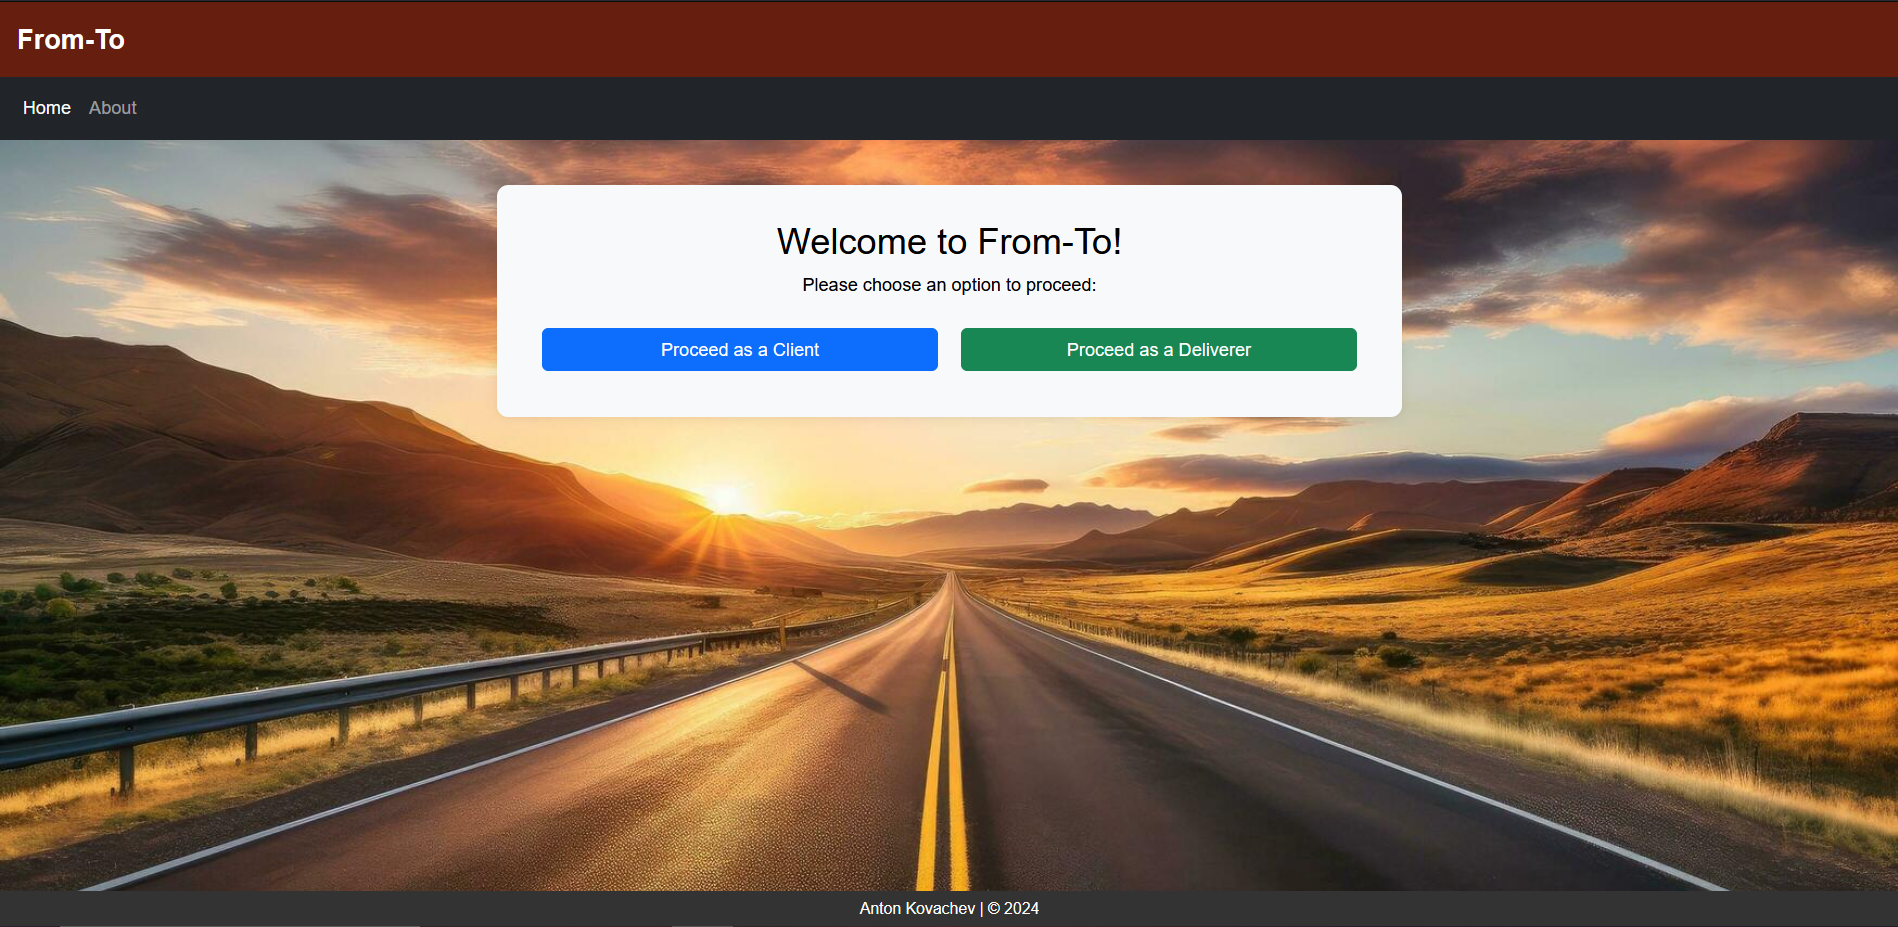 From-To
Home About
Welcome to From-To!
Please choose an option to proceed:
Proceed as a Client Proceed as a Deliverer
Anton Kovachev | © 2024